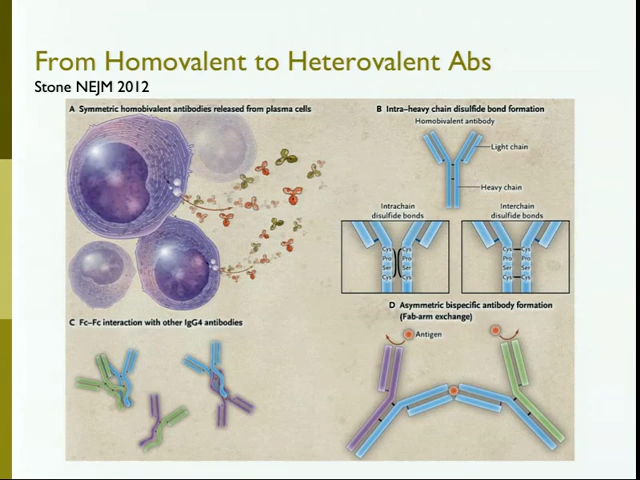 From Homovalent to Heterovalent Abs
Stone NEJM 2012
A Symmetric homobivalent antibodies released from plasma cells
B Intra–heavy chain disulfide bond formation
Homobivalent antibody
Light chain
Heavy chain
Intrachain
disulfide bonds
Interchain
disulfide bonds
Cys Cys
Pro Pro
Ser Ser
Cys Cys
Cys Cys
Pro Pro
Ser Ser
Cys Cys
C Fc–Fc interaction with other IgG4 antibodies
D Asymmetric bispecific antibody formation
(Fab-arm exchange)
Antigen